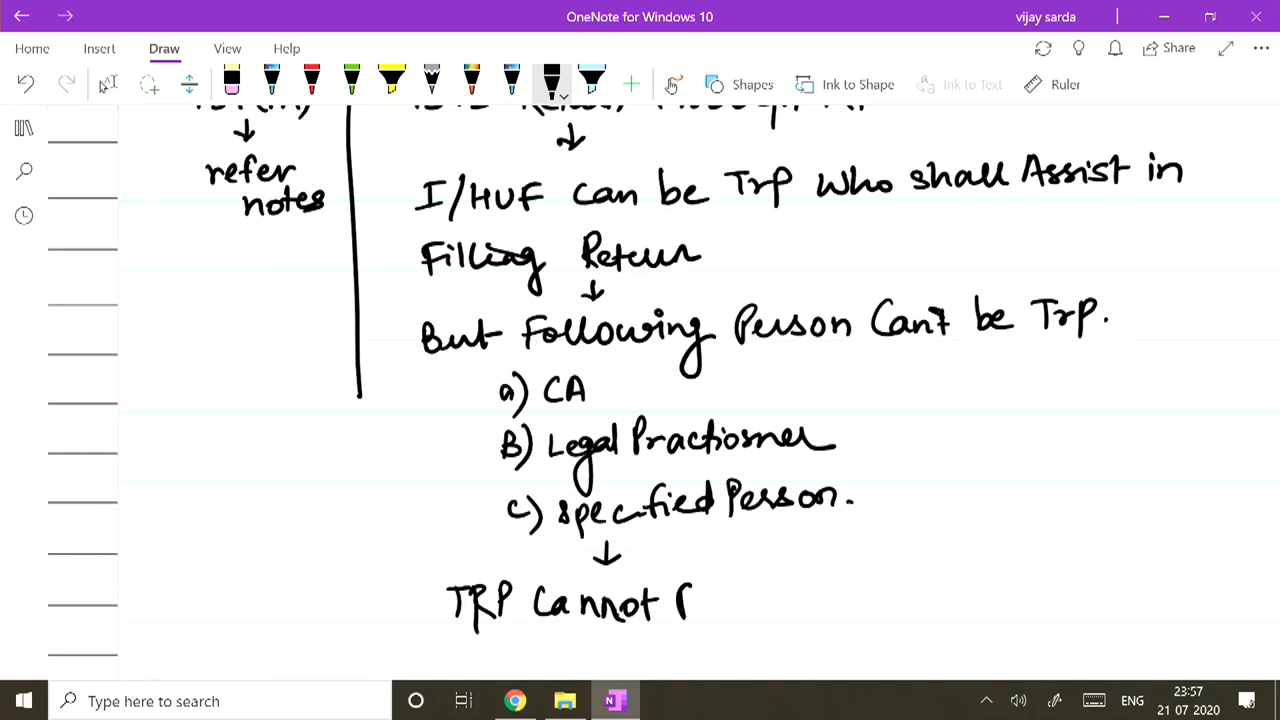 OneNote for Windows 10
vijay sarda
Home Insert Draw View Help
Share
Shapes
Ink to Shape
Ink to Text
Ruler
refer
notes
I/HUF can be Trp Who shall Assist in
Filling Return
But Following Person Can't be Trp.
a) CA
B) Legal Practiosner
c) Specified Person.
TRP Cannot
Type here to search
ENG
23:57
21 07 2020